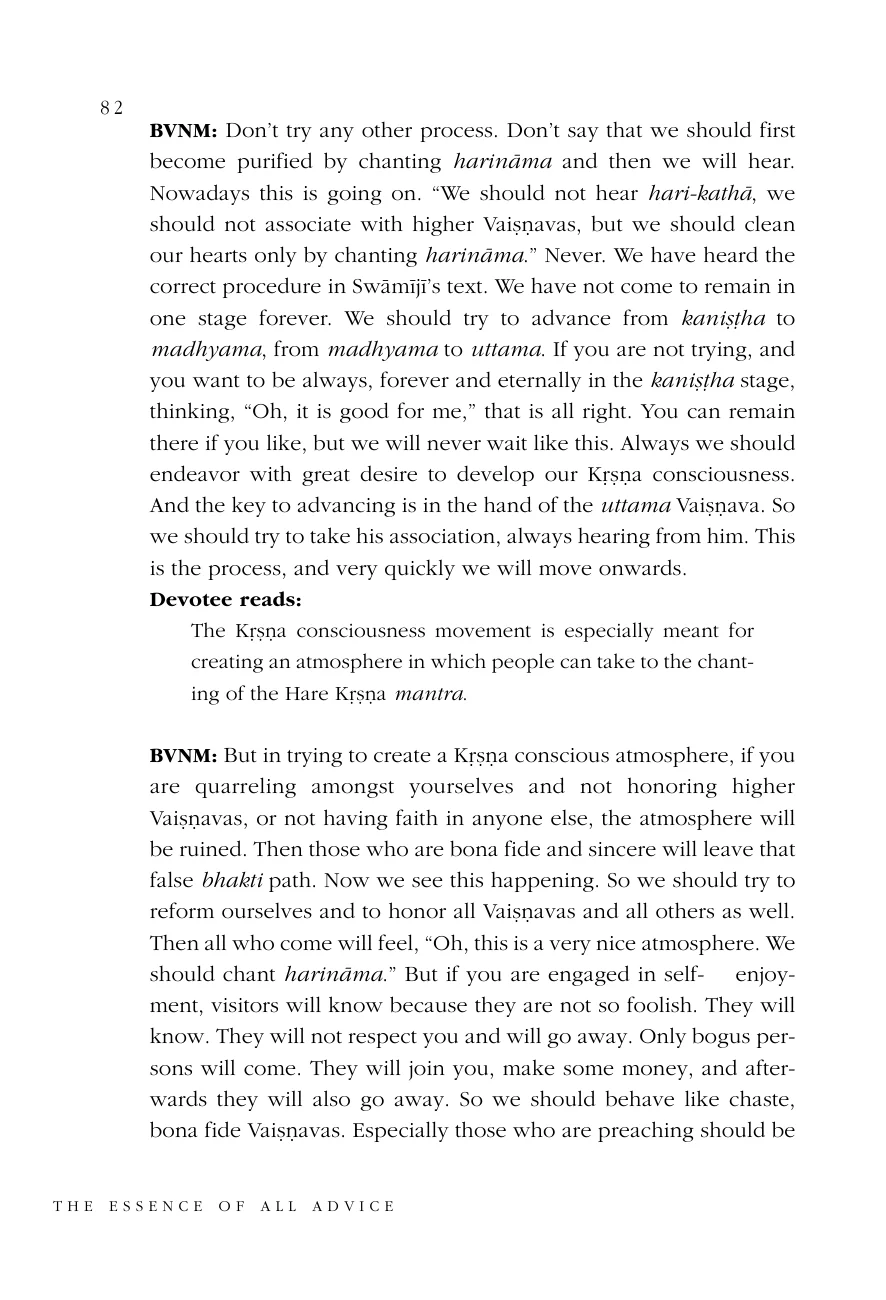 82
BVNM: Don’t try any other process. Don’t say that we should first
become purified by chanting harināma and then we will hear.
Nowadays this is going on. “We should not hear hari-kathā, we
should not associate with higher Vaiṣṇavas, but we should clean
our hearts only by chanting harināma.” Never. We have heard the
correct procedure in Swāmījī’s text. We have not come to remain in
one stage forever. We should try to advance from kaniṣṭha to
madhyama, from madhyama to uttama. If you are not trying, and
you want to be always, forever and eternally in the kaniṣṭha stage,
thinking, “Oh, it is good for me,” that is all right. You can remain
there if you like, but we will never wait like this. Always we should
endeavor with great desire to develop our Kṛṣṇa consciousness.
And the key to advancing is in the hand of the uttama Vaiṣṇava. So
we should try to take his association, always hearing from him. This
is the process, and very quickly we will move onwards.
Devotee reads:
The Kṛṣṇa consciousness movement is especially meant for
creating an atmosphere in which people can take to the chant-
ing of the Hare Kṛṣṇa mantra.
BVNM: But in trying to create a Kṛṣṇa conscious atmosphere, if you
are quarreling amongst yourselves and not honoring higher
Vaiṣṇavas, or not having faith in anyone else, the atmosphere will
be ruined. Then those who are bona fide and sincere will leave that
false bhakti path. Now we see this happening. So we should try to
reform ourselves and to honor all Vaiṣṇavas and all others as well.
Then all who come will feel, “Oh, this is a very nice atmosphere. We
should chant harināma.” But if you are engaged in self- enjoy-
ment, visitors will know because they are not so foolish. They will
know. They will not respect you and will go away. Only bogus per-
sons will come. They will join you, make some money, and after-
wards they will also go away. So we should behave like chaste,
bona fide Vaiṣṇavas. Especially those who are preaching should be
THE ESSENCE OF ALL ADVICE